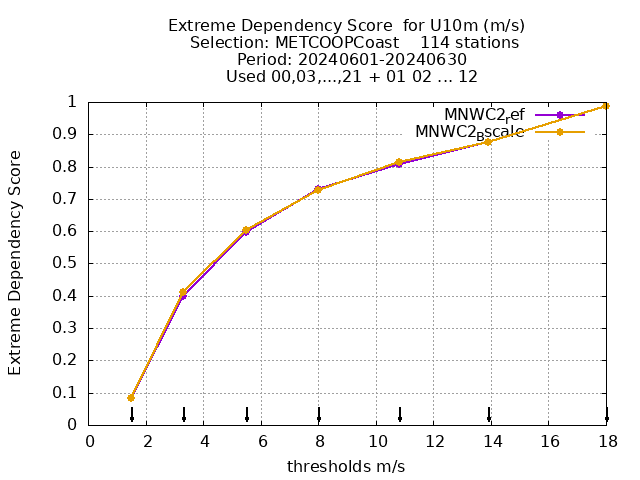 Extreme Dependency Score  for U10m (m/s)
Selection: METCOOPCoast    114 stations
Period: 20240601-20240630
Used 00,03,...,21 + 01 02 ... 12
MNWC2ref
MNWC2Bscale
Extreme Dependency Score
1
0.9
0.8
0.7
0.6
0.5
0.4
0.3
0.2
0.1
0
0 2 4 6 8 10 12 14 16 18
thresholds m/s